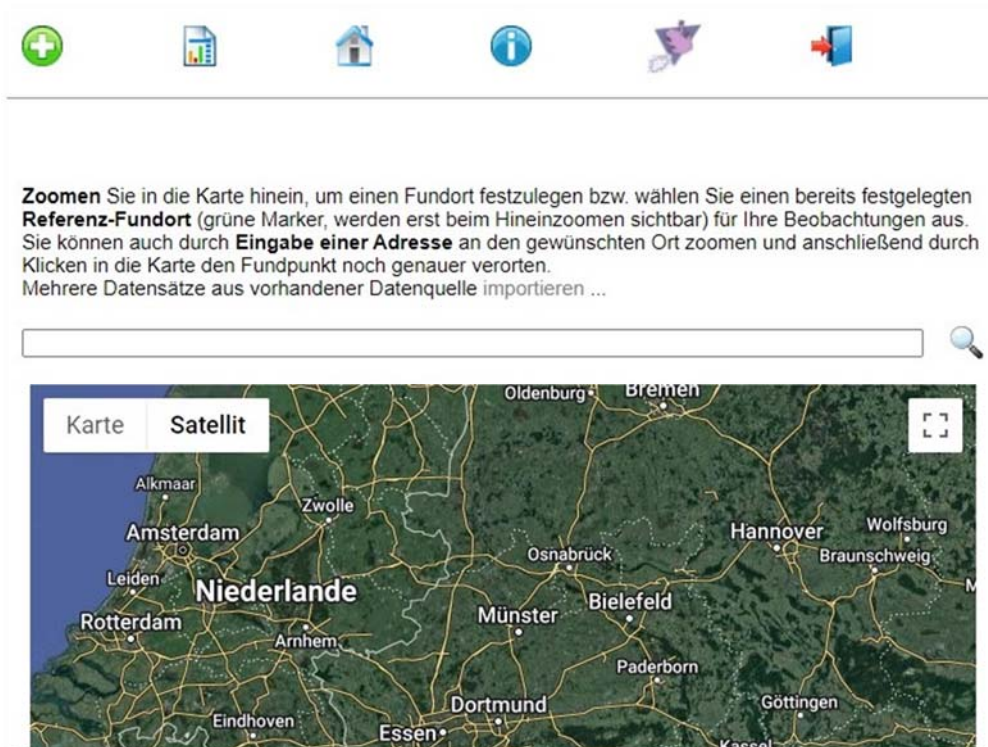 Zoomen Sie in die Karte hinein, um einen Fundort festzulegen bzw. wählen Sie einen bereits festgelegten
Referenz-Fundort (grüne Marker, werden erst beim Hineinzoomen sichtbar) für Ihre Beobachtungen aus.
Sie können auch durch Eingabe einer Adresse an den gewünschten Ort zoomen und anschließend durch
Klicken in die Karte den Fundpunkt noch genauer verorten.
Mehrere Datensätze aus vorhandener Datenquelle importieren ...
Oldenburg
Bremen
Karte
Satellit
Alkmaar
Zwolle
Amsterdam
Hannover
Wolfsburg
Osnabrück
Braunschweig
Leiden
Niederlande
Bielefeld
Münster
Rotterdam
Arnhem
Paderborn
Dortmund
Göttingen
Eindhoven
Essen
Kassel